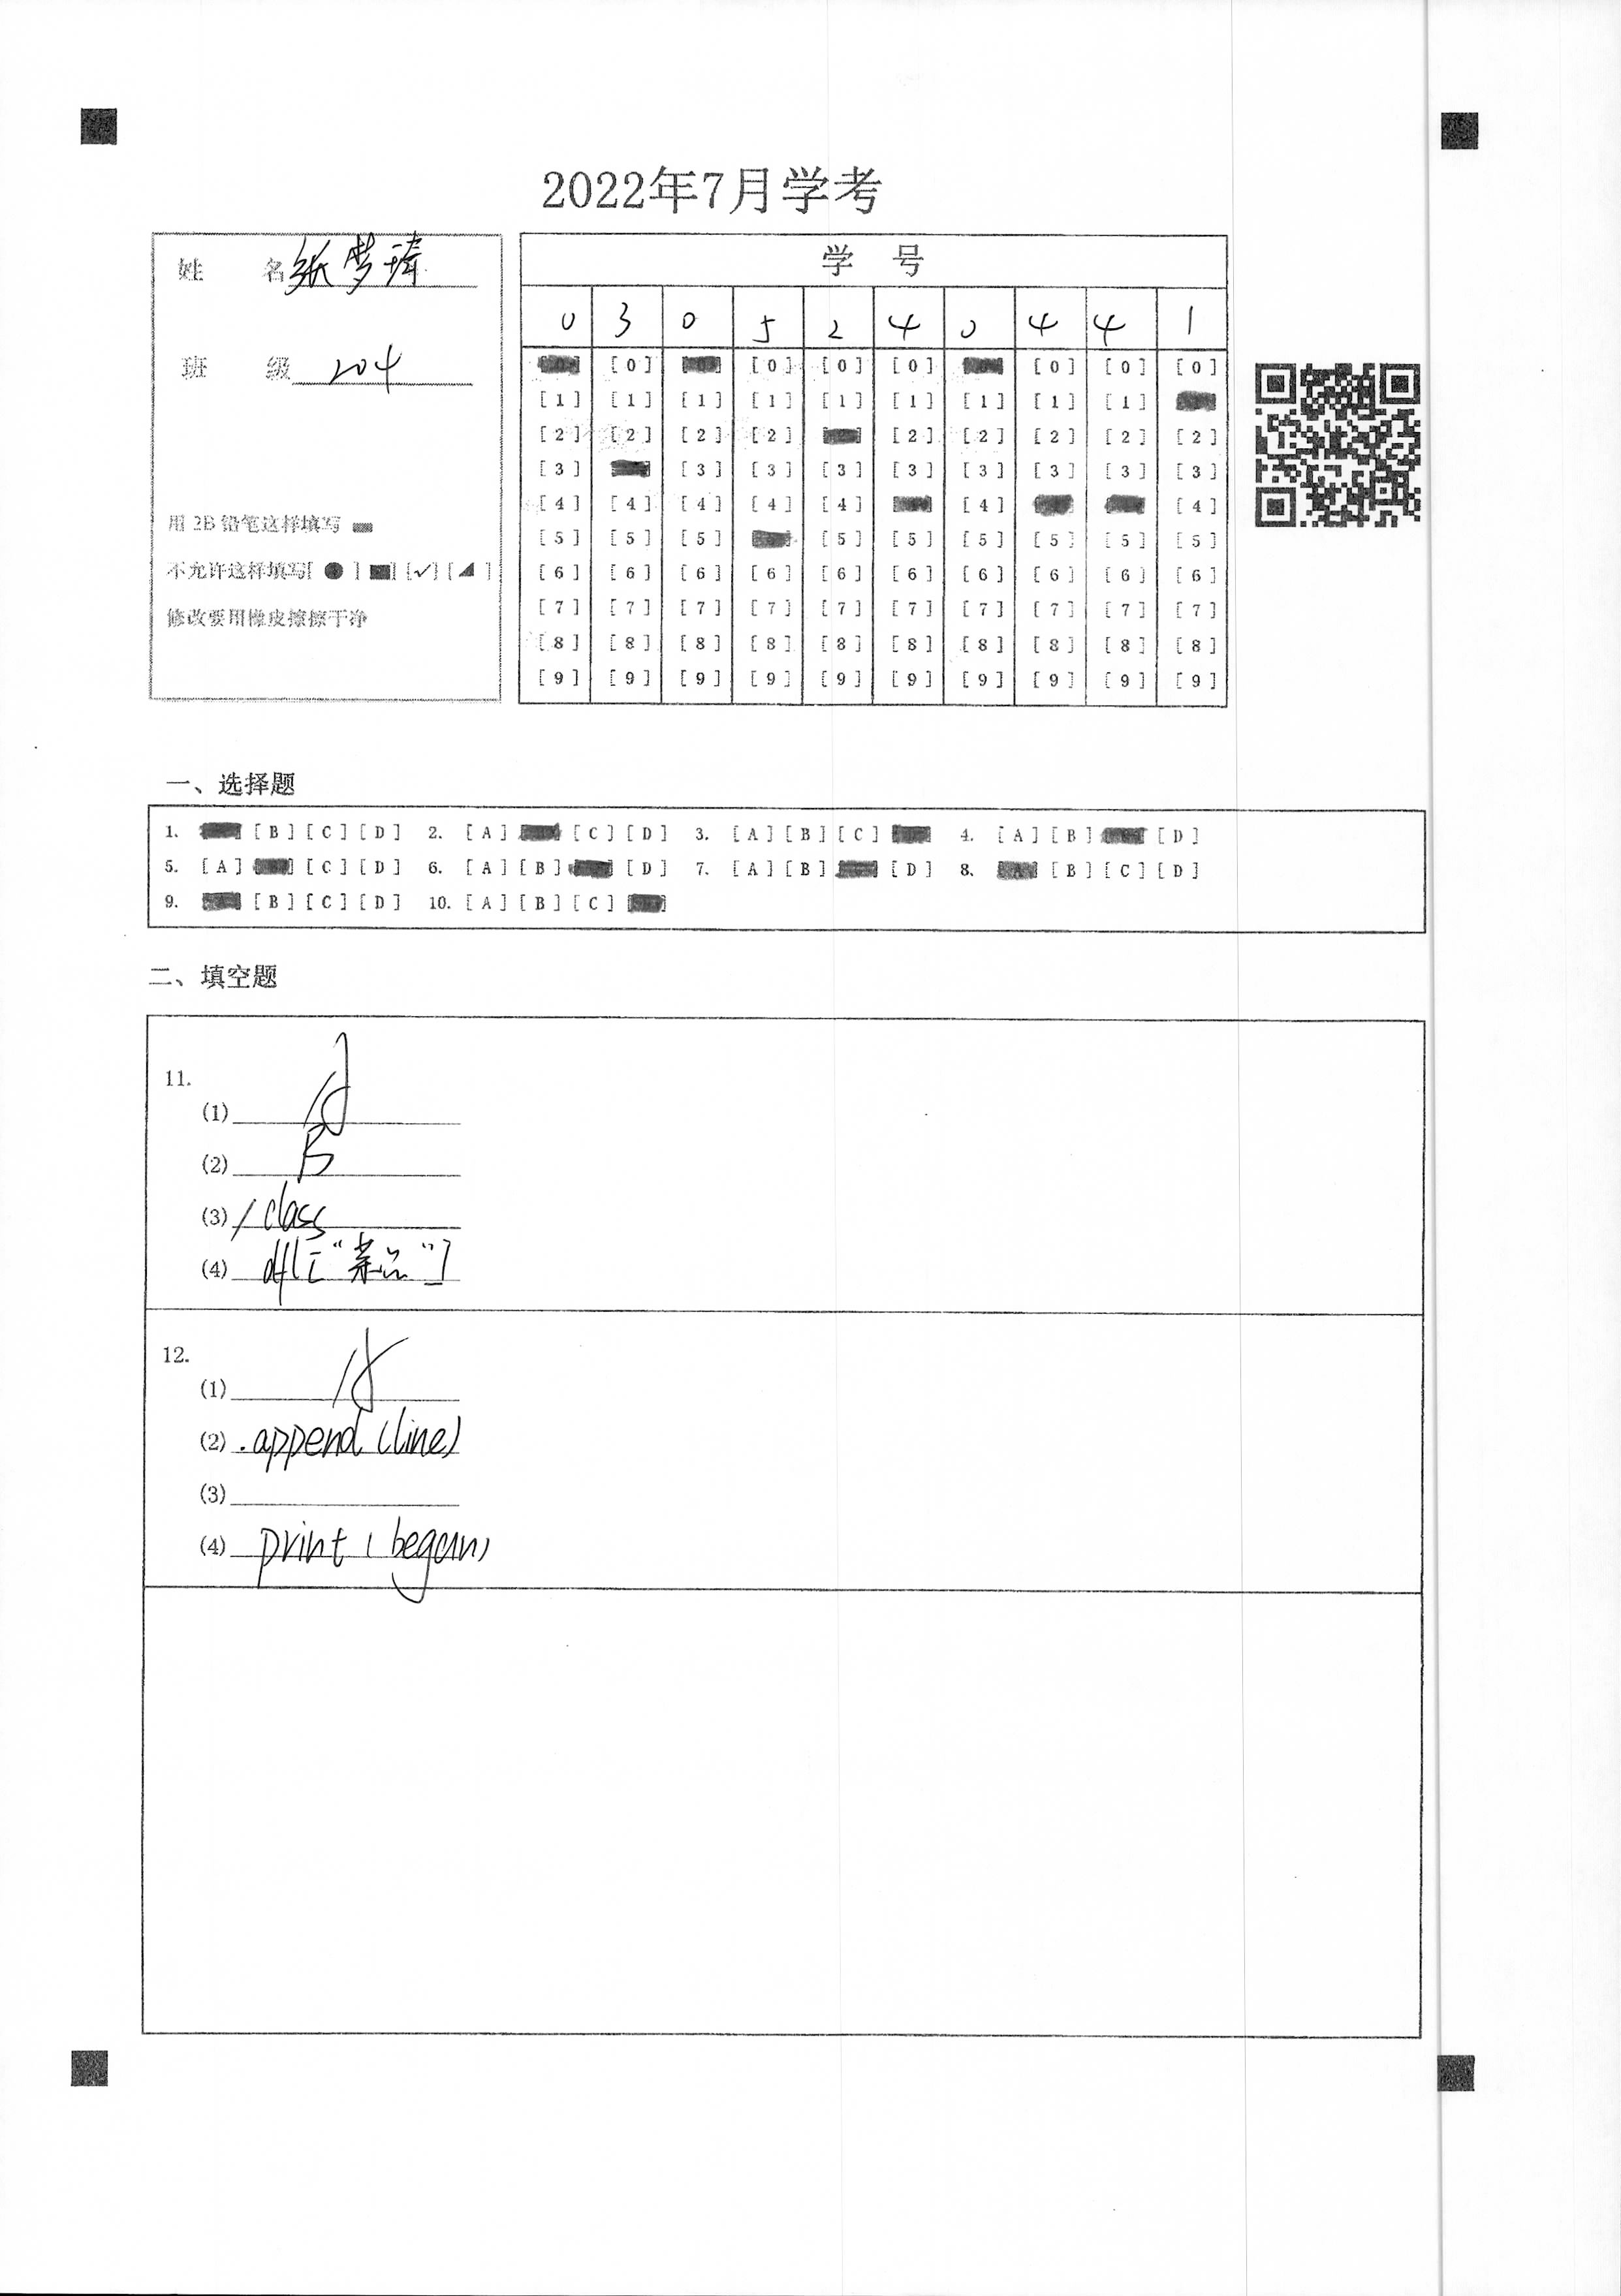 2022年7月学考
姓 名 纸梦
班 级 204
用 2B 铅笔这样填写
不允许这样填写[ ● ] [■] [✓] [◢ ]
修改要用橡皮擦擦干净
学 号
0 3 0 5 2 4 0 4 4 1
[0] [0] [0] [0] [0] [0]
[1] [1] [1] [1] [1] [1] [1] [1] [1]
[2] [2] [2] [2] [2] [2] [2] [2] [2]
[3] [3] [3] [3] [3] [3] [3] [3] [3]
[4] [4] [4] [4] [4] [4] [4]
[5] [5] [5] [5] [5] [5] [5] [5] [5]
[6] [6] [6] [6] [6] [6] [6] [6] [6] [6]
[7] [7] [7] [7] [7] [7] [7] [7] [7] [7]
[8] [8] [8] [8] [8] [8] [8] [8] [8] [8]
[9] [9] [9] [9] [9] [9] [9] [9] [9] [9]
一、选择题
1. [B] [C] [D] 2. [A] [C] [D] 3. [A] [B] [C] 4. [A] [B] [D]
5. [A] [C] [D] 6. [A] [B] [D] 7. [A] [B] [D] 8. [B] [C] [D]
9. [B] [C] [D] 10. [A] [B] [C]
二、填空题
11.
(1)
(2) B
(3) /class
(4) df["菜品"]
12.
(1)
(2) .append(line)
(3)
(4) print(began)